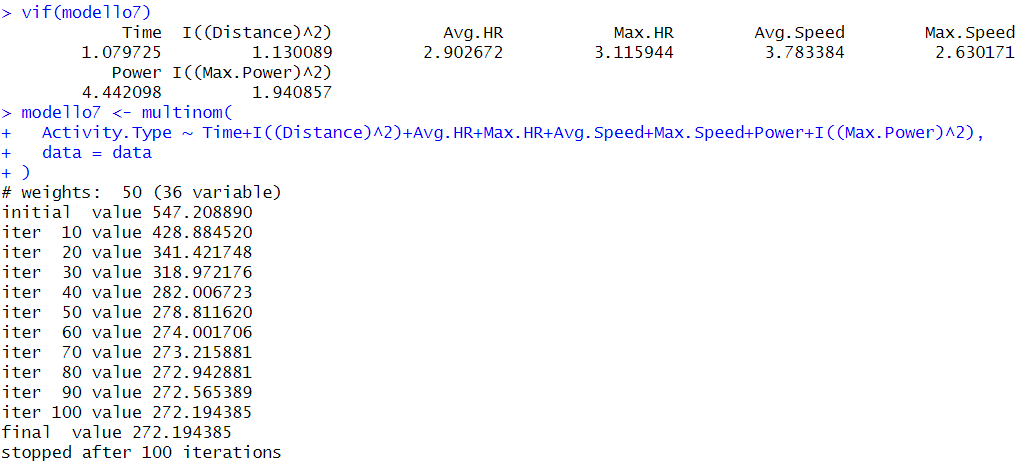 > vif(modello7)
Time I((Distance)^2) Avg.HR Max.HR Avg.Speed Max.Speed
1.079725 1.130089 2.902672 3.115944 3.783384 2.630171
Power I((Max.Power)^2)
4.442098 1.940857
> modello7 <- multinom(
+ Activity.Type ~ Time+I((Distance)^2)+Avg.HR+Max.HR+Avg.Speed+Max.Speed+Power+I((Max.Power)^2),
+ data = data
+ )
# weights: 50 (36 variable)
initial value 547.208890
iter 10 value 428.884520
iter 20 value 341.421748
iter 30 value 318.972176
iter 40 value 282.006723
iter 50 value 278.811620
iter 60 value 274.001706
iter 70 value 273.215881
iter 80 value 272.942881
iter 90 value 272.565389
iter 100 value 272.194385
final value 272.194385
stopped after 100 iterations